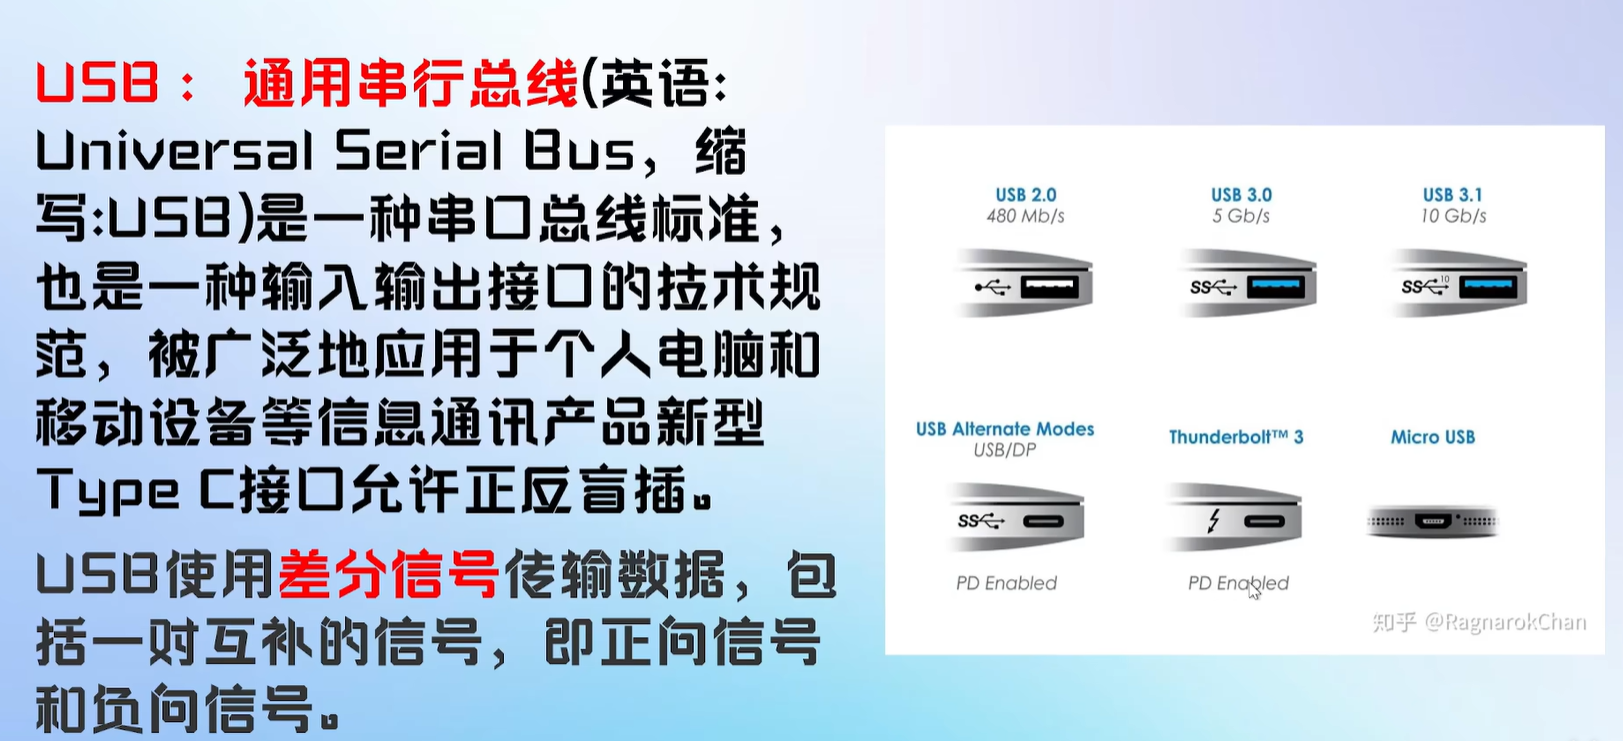 USB： 通用串行总线(英语:
Universal Serial Bus，缩
写:USB)是一种串口总线标准，
也是一种输入输出接口的技术规
范，被广泛地应用于个人电脑和
移动设备等信息通讯产品新型
Type C接口允许正反盲插。
USB使用差分信号传输数据，包
括一对互补的信号，即正向信号
和负向信号。
USB 2.0
480 Mb/s
USB 3.0
5 Gb/s
USB 3.1
10 Gb/s
SS
SS 10
USB Alternate Modes
USB/DP
Thunderbolt™ 3
Micro USB
SS
PD Enabled
PD Enabled
知乎 @RagnarokChan